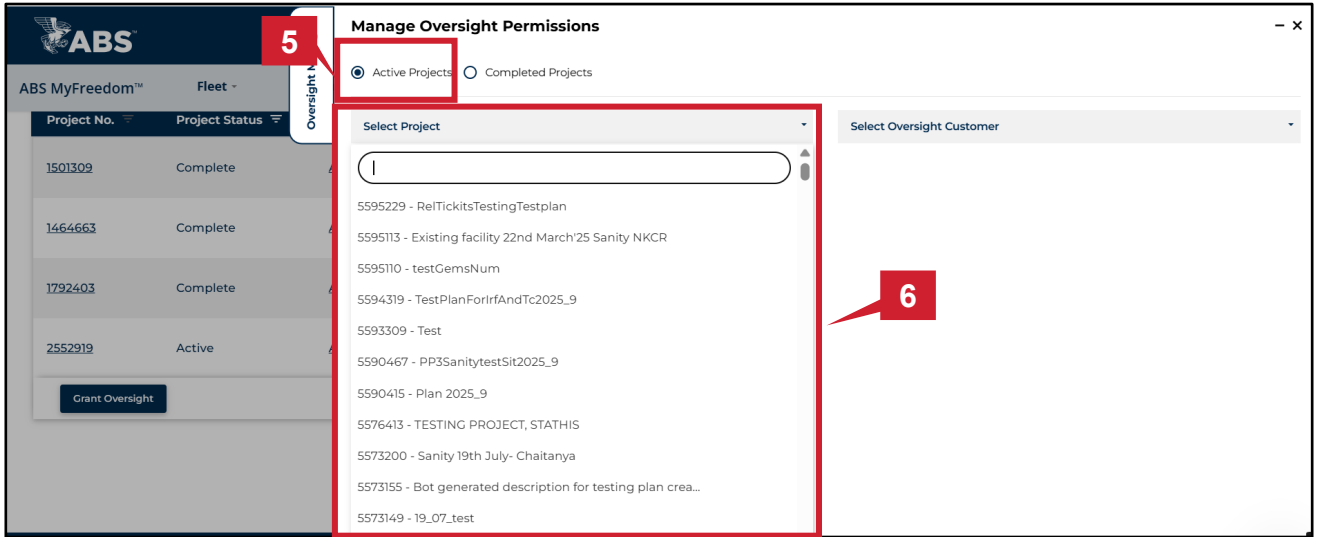 ABS™
5
Manage Oversight Permissions
Active Projects
Completed Projects
ABS MyFreedom™
Fleet
Project No.
Project Status
Select Project
Select Oversight Customer
1501309
Complete
1464663
Complete
1792403
Complete
2552919
Active
Grant Oversight
5595229 - RelTickitsTestingTestplan
5595113 - Existing facility 22nd March'25 Sanity NKCR
5595110 - testGemsNum
5594319 - TestPlanForIrfAndTc2025_9
5593309 - Test
5590467 - PP3SanitytestSit2025_9
5590415 - Plan 2025_9
5576413 - TESTING PROJECT, STATHIS
5573200 - Sanity 19th July- Chaitanya
5573155 - Bot generated description for testing plan crea...
5573149 - 19_07_test
6
Oversight